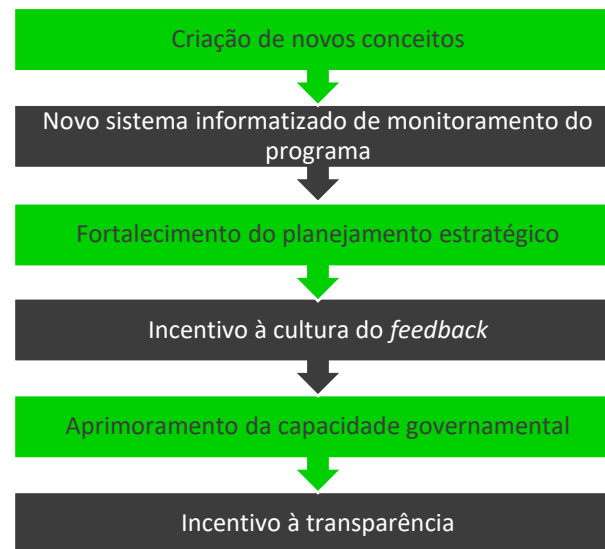 Criação de novos conceitos
Novo sistema informatizado de monitoramento do
programa
Fortalecimento do planejamento estratégico
Incentivo à cultura do feedback
Aprimoramento da capacidade governamental
Incentivo à transparência